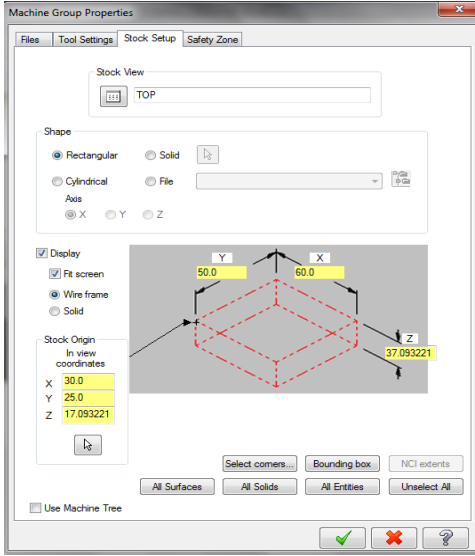 Machine Group Properties
Files Tool Settings Stock Setup Safety Zone
Stock View
TOP
Shape
Rectangular Solid
Cylindrical File
Axis
X Y Z
Display
Fit screen
Wire frame
Solid
Y X
50.0 60.0
Z
37.093221
Stock Origin
In view
coordinates
X 30.0
Y 25.0
Z 17.093221
Select corners... Bounding box NCI extents
All Surfaces All Solids All Entities Unselect All
Use Machine Tree